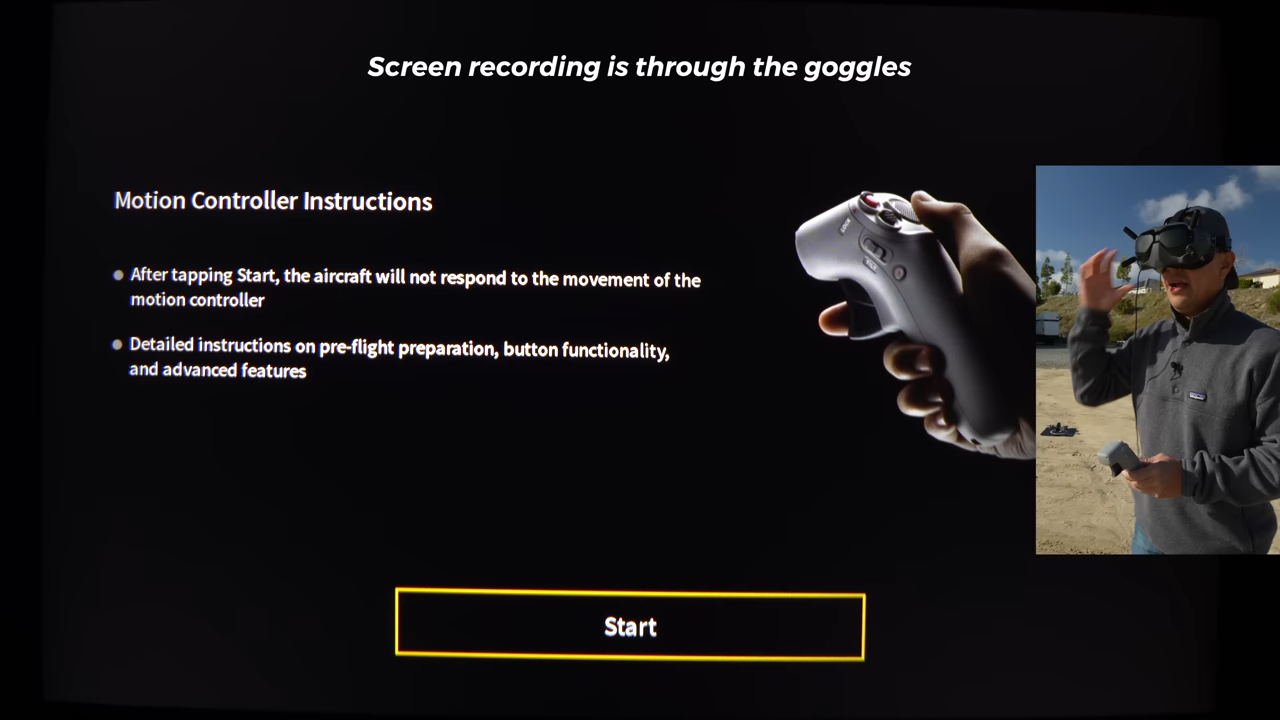 Screen recording is through the goggles
Motion Controller Instructions
After tapping Start, the aircraft will not respond to the movement of the
motion controller
Detailed instructions on pre-flight preparation, button functionality,
and advanced features
LOCK
Start